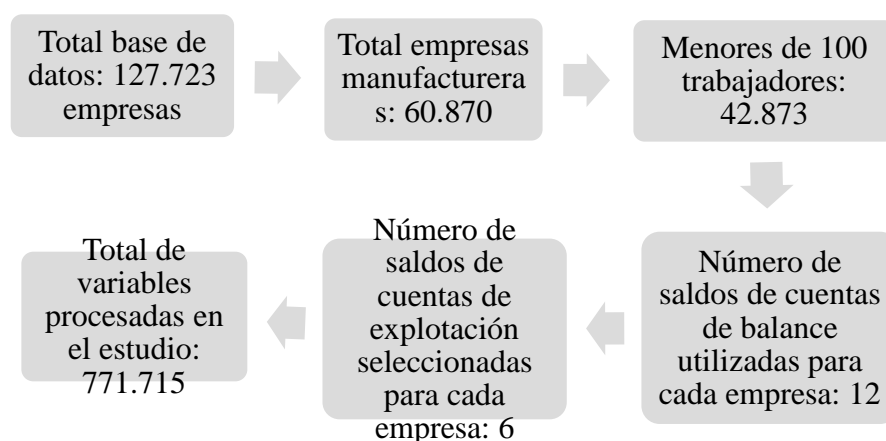 Total base de
datos: 127.723
empresas
Total empresas
manufacturera
s: 60.870
Menores de 100
trabajadores:
42.873
Número de
saldos de cuentas
de balance
utilizadas para
cada empresa: 12
Número de
saldos de
cuentas de
explotación
seleccionadas
para cada
empresa: 6
Total de
variables
procesadas en
el estudio:
771.715